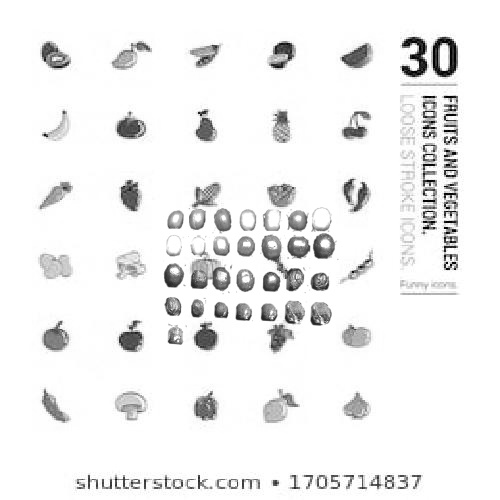 30
FRUITS AND VEGETABLES
ICONS COLLECTION.
LOOSE STROKE ICONS.
Funny icons.
shutterstock.com • 1705714837